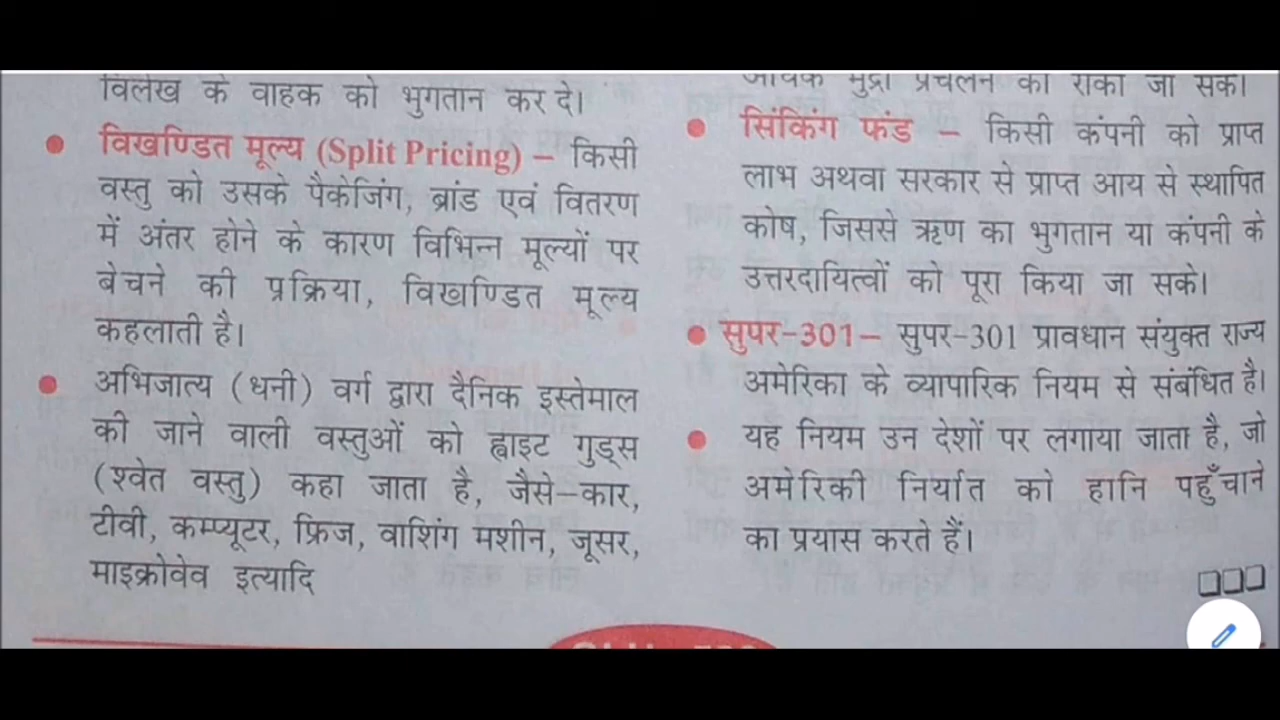 विलेख के वाहक को भुगतान कर दे।
• विखण्डित मूल्य (Split Pricing) – किसी
वस्तु को उसके पैकेजिंग, ब्रांड एवं वितरण
में अंतर होने के कारण विभिन्न मूल्यों पर
बेचने की प्रक्रिया, विखण्डित मूल्य
कहलाती है।
• अभिजात्य (धनी) वर्ग द्वारा दैनिक इस्तेमाल
की जाने वाली वस्तुओं को ह्वाइट गुड्स
(श्वेत वस्तु) कहा जाता है, जैसे–कार,
टीवी, कम्प्यूटर, फ्रिज, वाशिंग मशीन, जूसर,
माइक्रोवेव इत्यादि
मुद्रा प्रचलन को रोका जा सके।
• सिंकिंग फंड – किसी कंपनी को प्राप्त
लाभ अथवा सरकार से प्राप्त आय से स्थापित
कोष, जिससे ऋण का भुगतान या कंपनी के
उत्तरदायित्वों को पूरा किया जा सके।
• सुपर-301– सुपर-301 प्रावधान संयुक्त राज्य
अमेरिका के व्यापारिक नियम से संबंधित है।
• यह नियम उन देशों पर लगाया जाता है, जो
अमेरिकी निर्यात को हानि पहुँचाने
का प्रयास करते हैं।